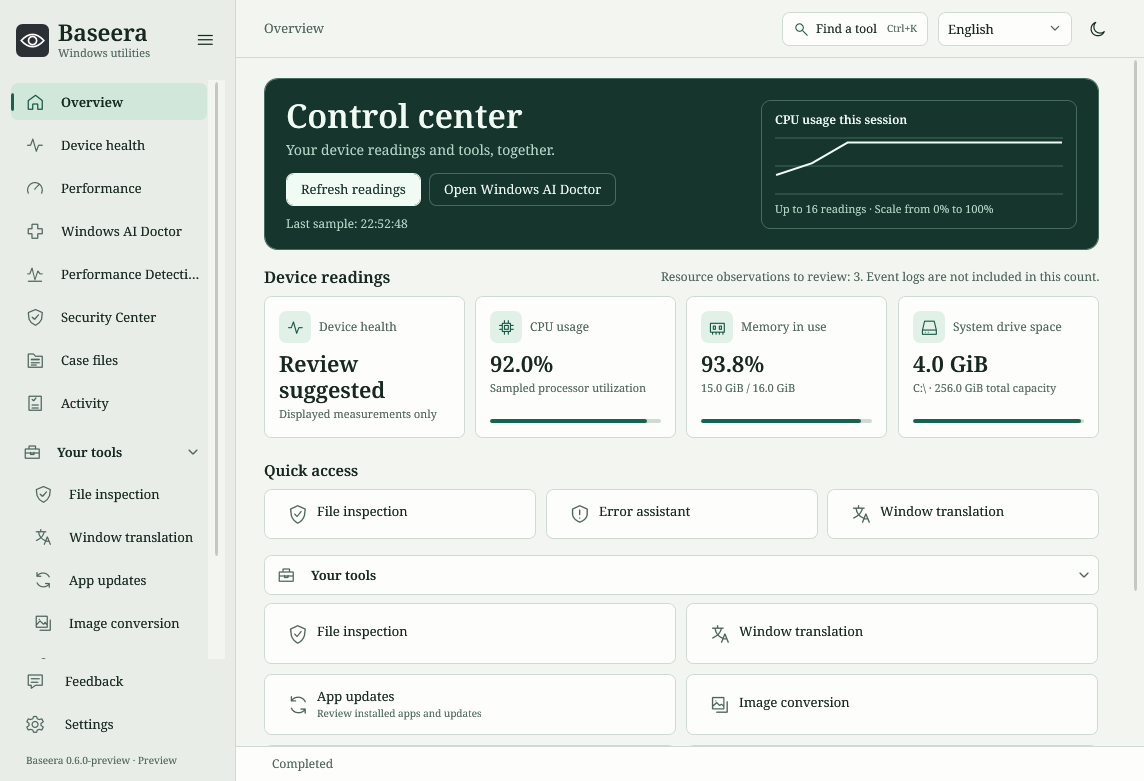 Baseera
Windows utilities
Overview
Device health
Performance
Windows AI Doctor
Performance Detecti...
Security Center
Case files
Activity
Your tools
File inspection
Window translation
App updates
Image conversion
Feedback
Settings
Baseera 0.6.0-preview · Preview
Overview
Find a tool Ctrl+K
English
Control center
Your device readings and tools, together.
Refresh readings
Open Windows AI Doctor
Last sample: 22:52:48
CPU usage this session
Up to 16 readings · Scale from 0% to 100%
Device readings
Resource observations to review: 3. Event logs are not included in this count.
Device health
Review
suggested
Displayed measurements only
CPU usage
92.0%
Sampled processor utilization
Memory in use
93.8%
15.0 GiB / 16.0 GiB
System drive space
4.0 GiB
C:\ · 256.0 GiB total capacity
Quick access
File inspection
Error assistant
Window translation
Your tools
File inspection
Window translation
App updates
Review installed apps and updates
Image conversion
Completed